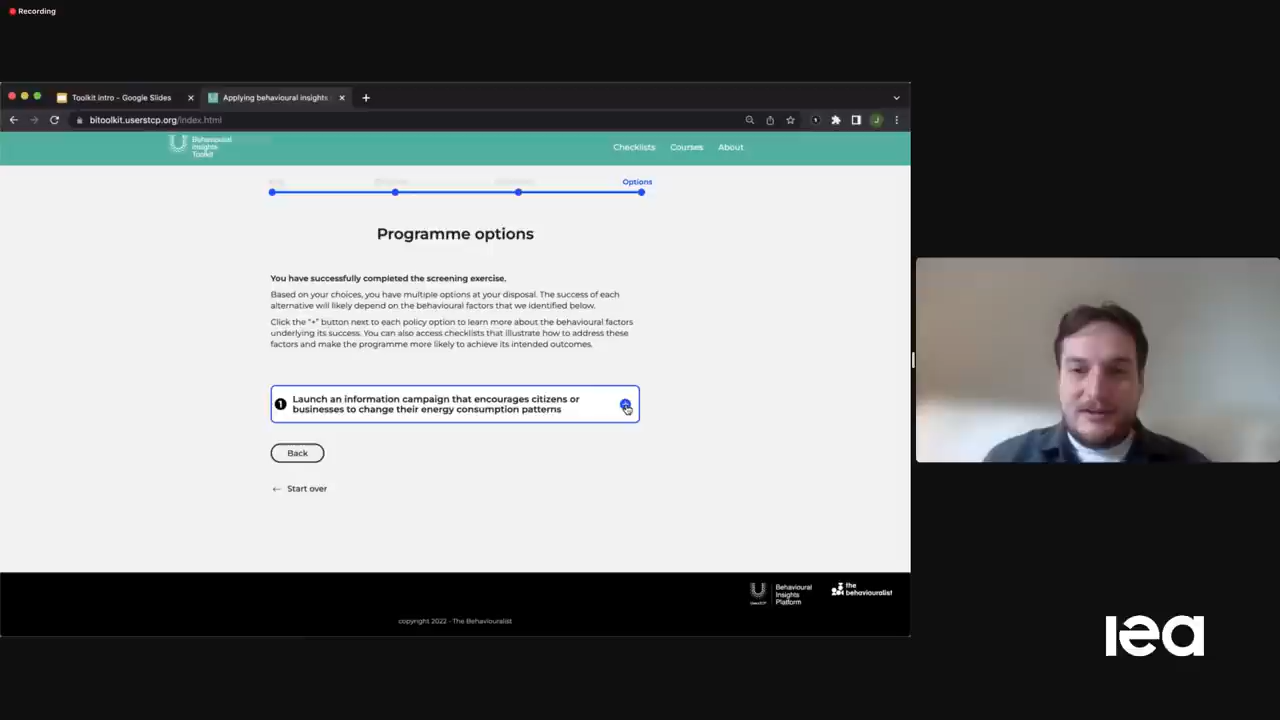 Recording
Toolkit intro - Google Slides
Applying behavioural insights
bitoolkit.userstcp.org/index.html
J
Behavioural
Insights
Toolkit
Checklists
Courses
About
Options
Programme options
You have successfully completed the screening exercise.
Based on your choices, you have multiple options at your disposal. The success of each
alternative will likely depend on the behavioural factors that we identified below.
Click the "+" button next to each policy option to learn more about the behavioural factors
underlying its success. You can also access checklists that illustrate how to address these
factors and make the programme more likely to achieve its intended outcomes.
1
Launch an information campaign that encourages citizens or
businesses to change their energy consumption patterns
Back
← Start over
Behavioural
Insights
Platform
the
behaviouralist
copyright 2022 - The Behaviouralist
iea